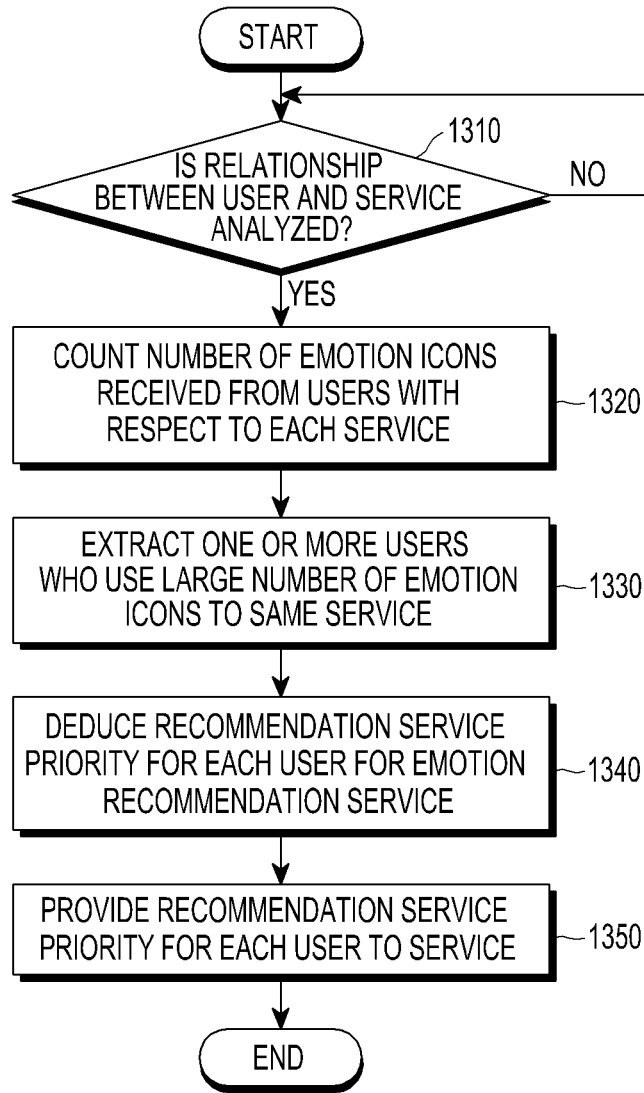 START
1310
IS RELATIONSHIP
BETWEEN USER AND SERVICE
ANALYZED?
NO
YES
COUNT NUMBER OF EMOTION ICONS
RECEIVED FROM USERS WITH
RESPECT TO EACH SERVICE
1320
EXTRACT ONE OR MORE USERS
WHO USE LARGE NUMBER OF EMOTION
ICONS TO SAME SERVICE
1330
DEDUCE RECOMMENDATION SERVICE
PRIORITY FOR EACH USER FOR EMOTION
RECOMMENDATION SERVICE
1340
PROVIDE RECOMMENDATION SERVICE
PRIORITY FOR EACH USER TO SERVICE
1350
END